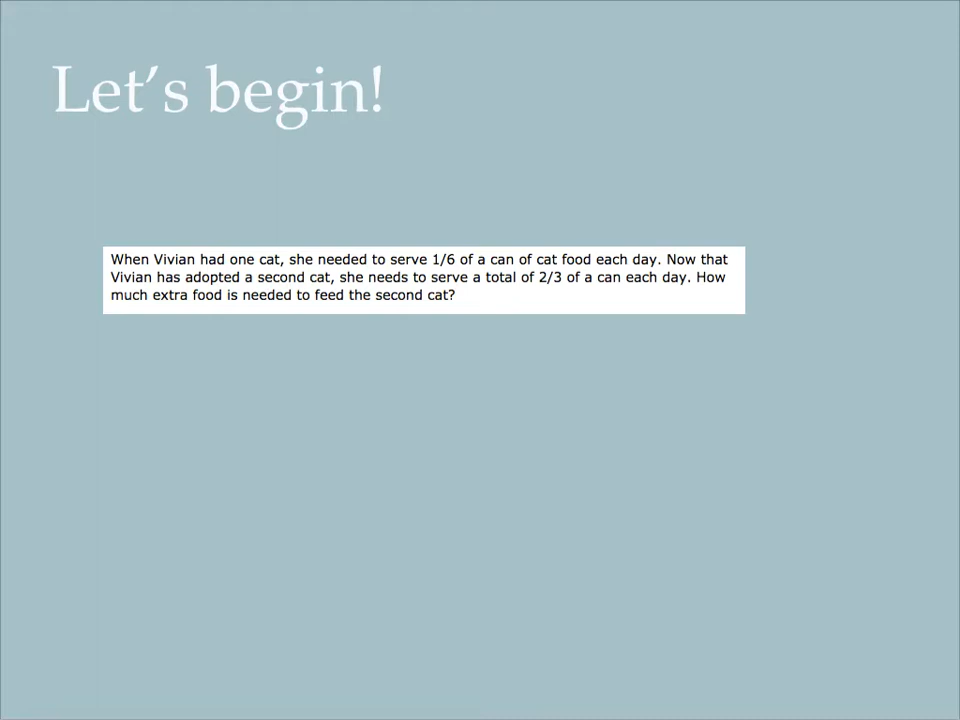 Let’s begin!
When Vivian had one cat, she needed to serve 1/6 of a can of cat food each day. Now that
Vivian has adopted a second cat, she needs to serve a total of 2/3 of a can each day. How
much extra food is needed to feed the second cat?